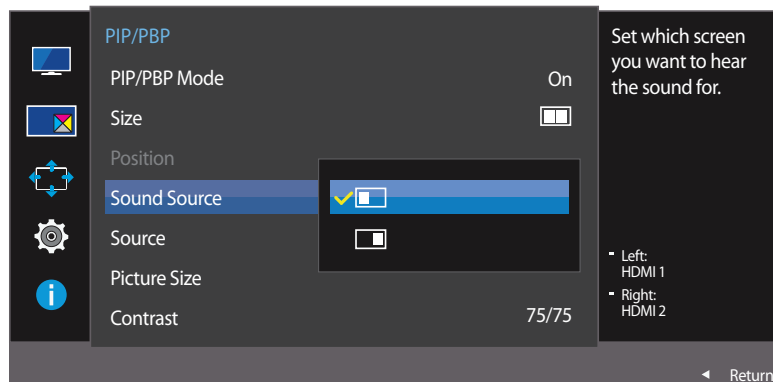 PIP/PBP
PIP/PBP Mode On
Size
Position
Sound Source
Source
Picture Size
Contrast 75/75
Set which screen
you want to hear
the sound for.
Left:
HDMI 1
Right:
HDMI 2
Return